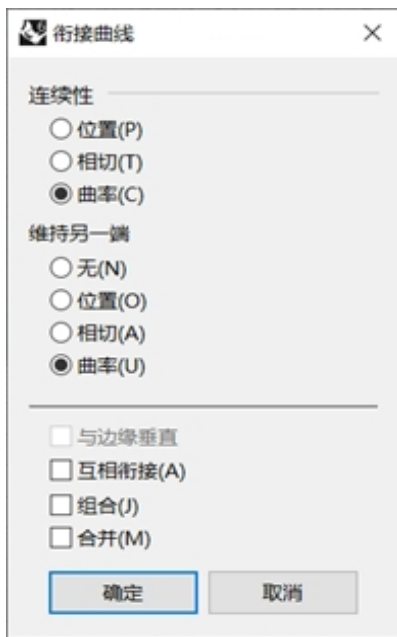 衔接曲线
连续性
位置(P)
相切(T)
曲率(C)
维持另一端
无(N)
位置(O)
相切(A)
曲率(U)
与边缘垂直
互相衔接(A)
组合(J)
合并(M)
确定
取消